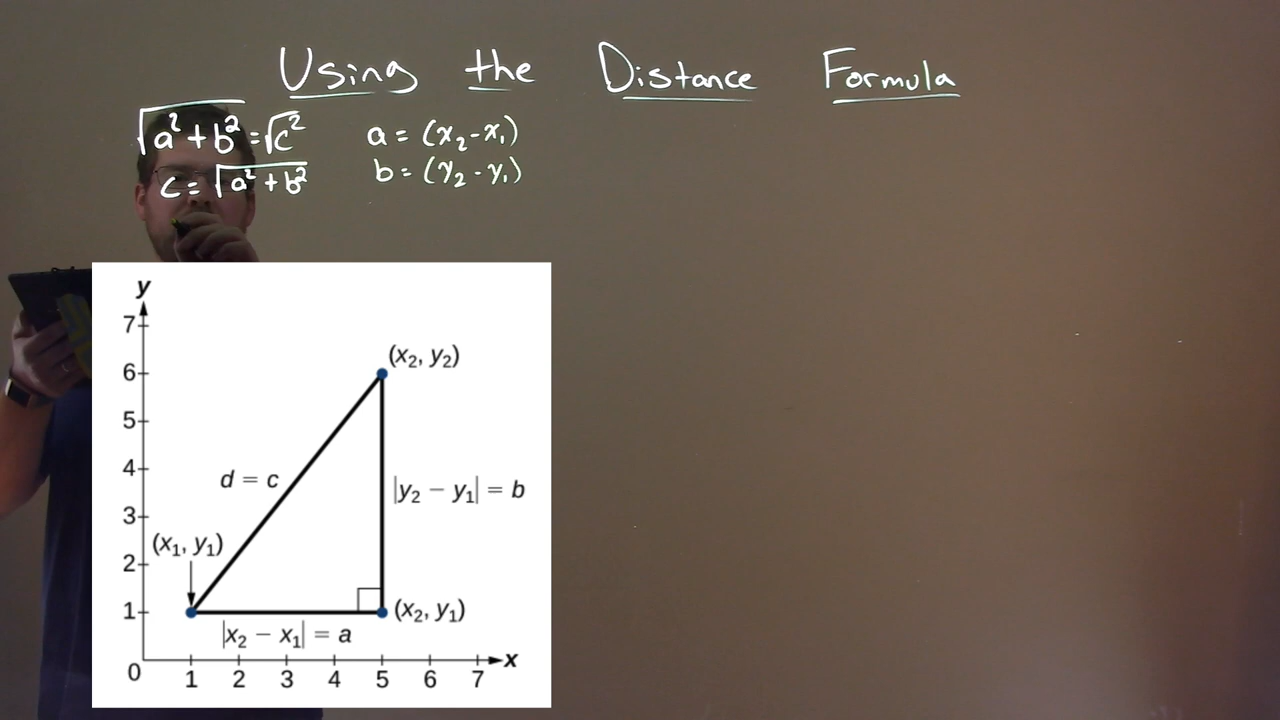 Using the Distance Formula
√a²+b² = √c²    a = (x₂-x₁)
c = √a²+b²    b = (y₂-y₁)
y
7
6
(x₂, y₂)
5
4
d = c
|y₂ − y₁| = b
3
(x₁, y₁)
2
1
(x₂, y₁)
|x₂ − x₁| = a
x
0 1 2 3 4 5 6 7